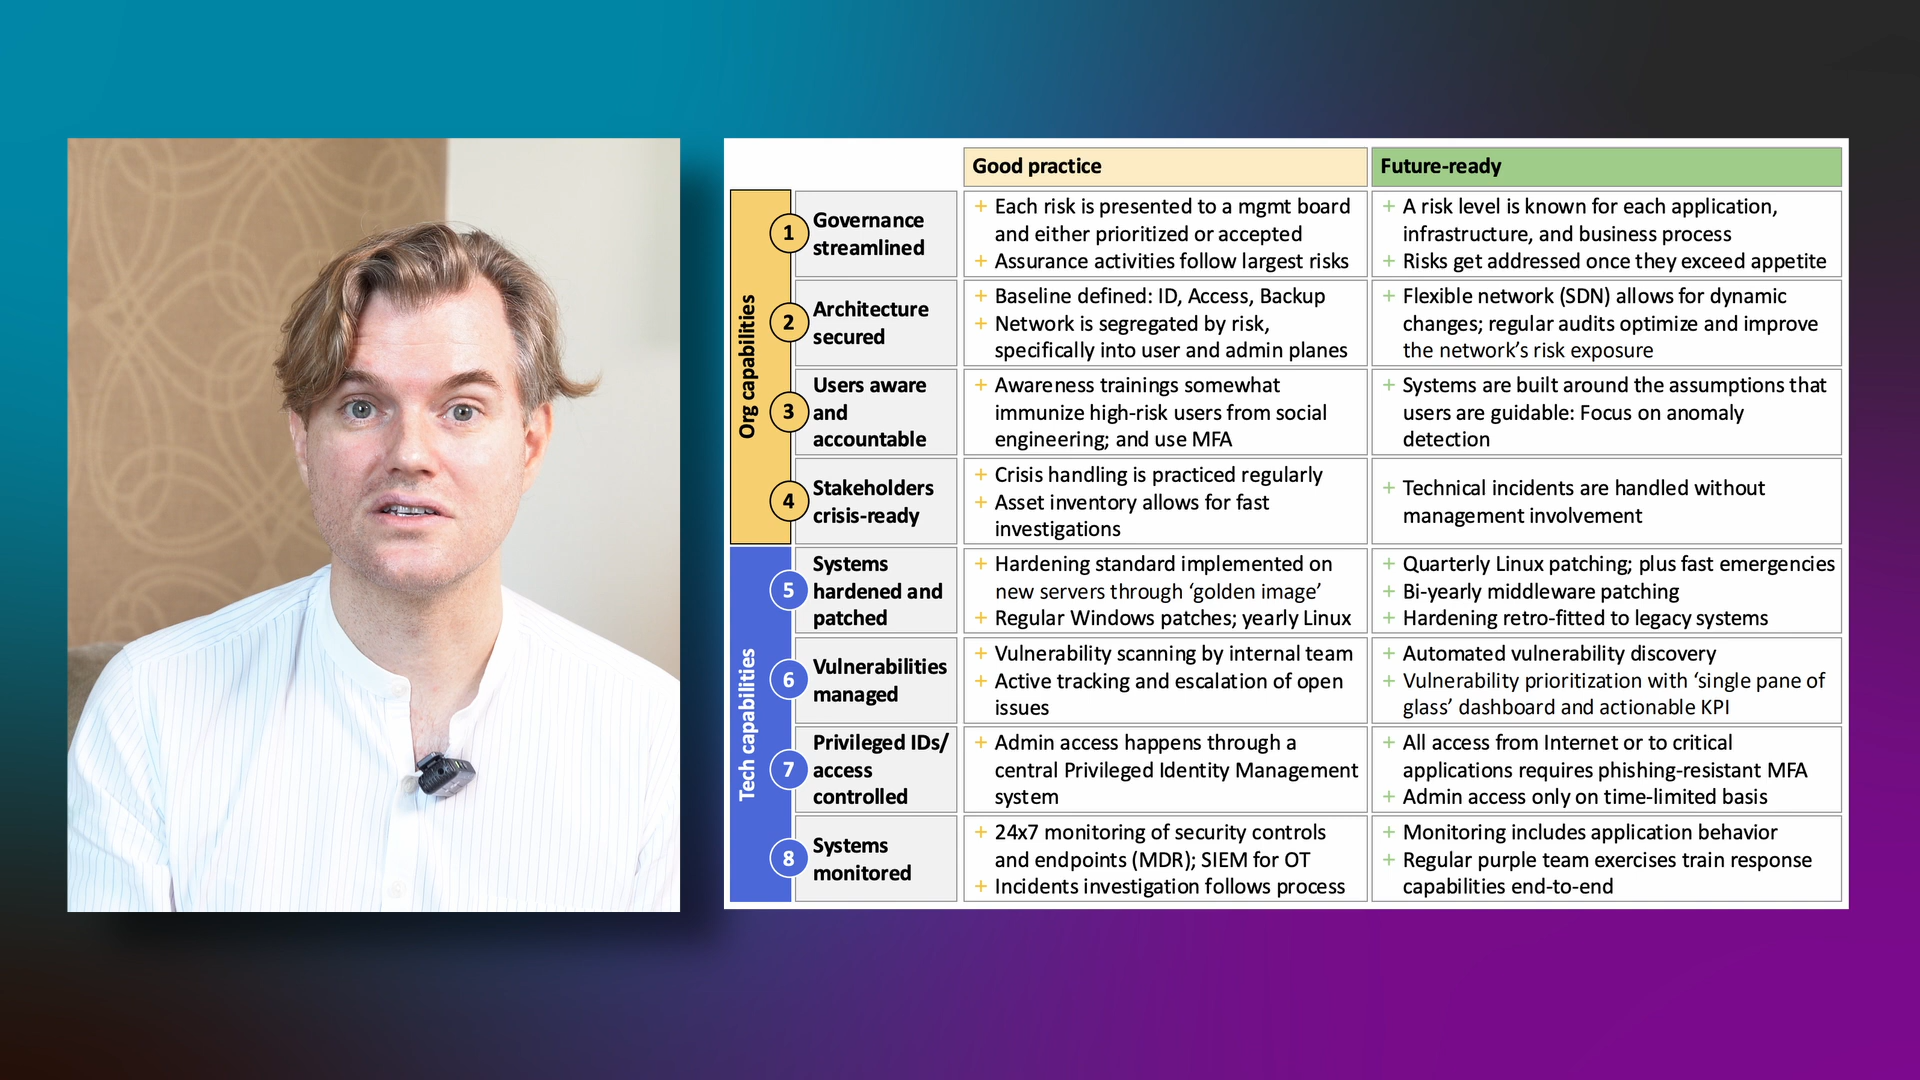 Good practice
Future-ready
Org capabilities
1
Governance
streamlined
+ Each risk is presented to a mgmt board
and either prioritized or accepted
+ Assurance activities follow largest risks
+ A risk level is known for each application,
infrastructure, and business process
+ Risks get addressed once they exceed appetite
2
Architecture
secured
+ Baseline defined: ID, Access, Backup
+ Network is segregated by risk,
specifically into user and admin planes
+ Flexible network (SDN) allows for dynamic
changes; regular audits optimize and improve
the network’s risk exposure
3
Users aware
and
accountable
+ Awareness trainings somewhat
immunize high-risk users from social
engineering; and use MFA
+ Systems are built around the assumptions that
users are guidable: Focus on anomaly
detection
4
Stakeholders
crisis-ready
+ Crisis handling is practiced regularly
+ Asset inventory allows for fast
investigations
+ Technical incidents are handled without
management involvement
Tech capabilities
5
Systems
hardened and
patched
+ Hardening standard implemented on
new servers through ‘golden image’
+ Regular Windows patches; yearly Linux
+ Quarterly Linux patching; plus fast emergencies
+ Bi-yearly middleware patching
+ Hardening retro-fitted to legacy systems
6
Vulnerabilities
managed
+ Vulnerability scanning by internal team
+ Active tracking and escalation of open
issues
+ Automated vulnerability discovery
+ Vulnerability prioritization with ‘single pane of
glass’ dashboard and actionable KPI
7
Privileged IDs/
access
controlled
+ Admin access happens through a
central Privileged Identity Management
system
+ All access from Internet or to critical
applications requires phishing-resistant MFA
+ Admin access only on time-limited basis
8
Systems
monitored
+ 24x7 monitoring of security controls
and endpoints (MDR); SIEM for OT
+ Incidents investigation follows process
+ Monitoring includes application behavior
+ Regular purple team exercises train response
capabilities end-to-end